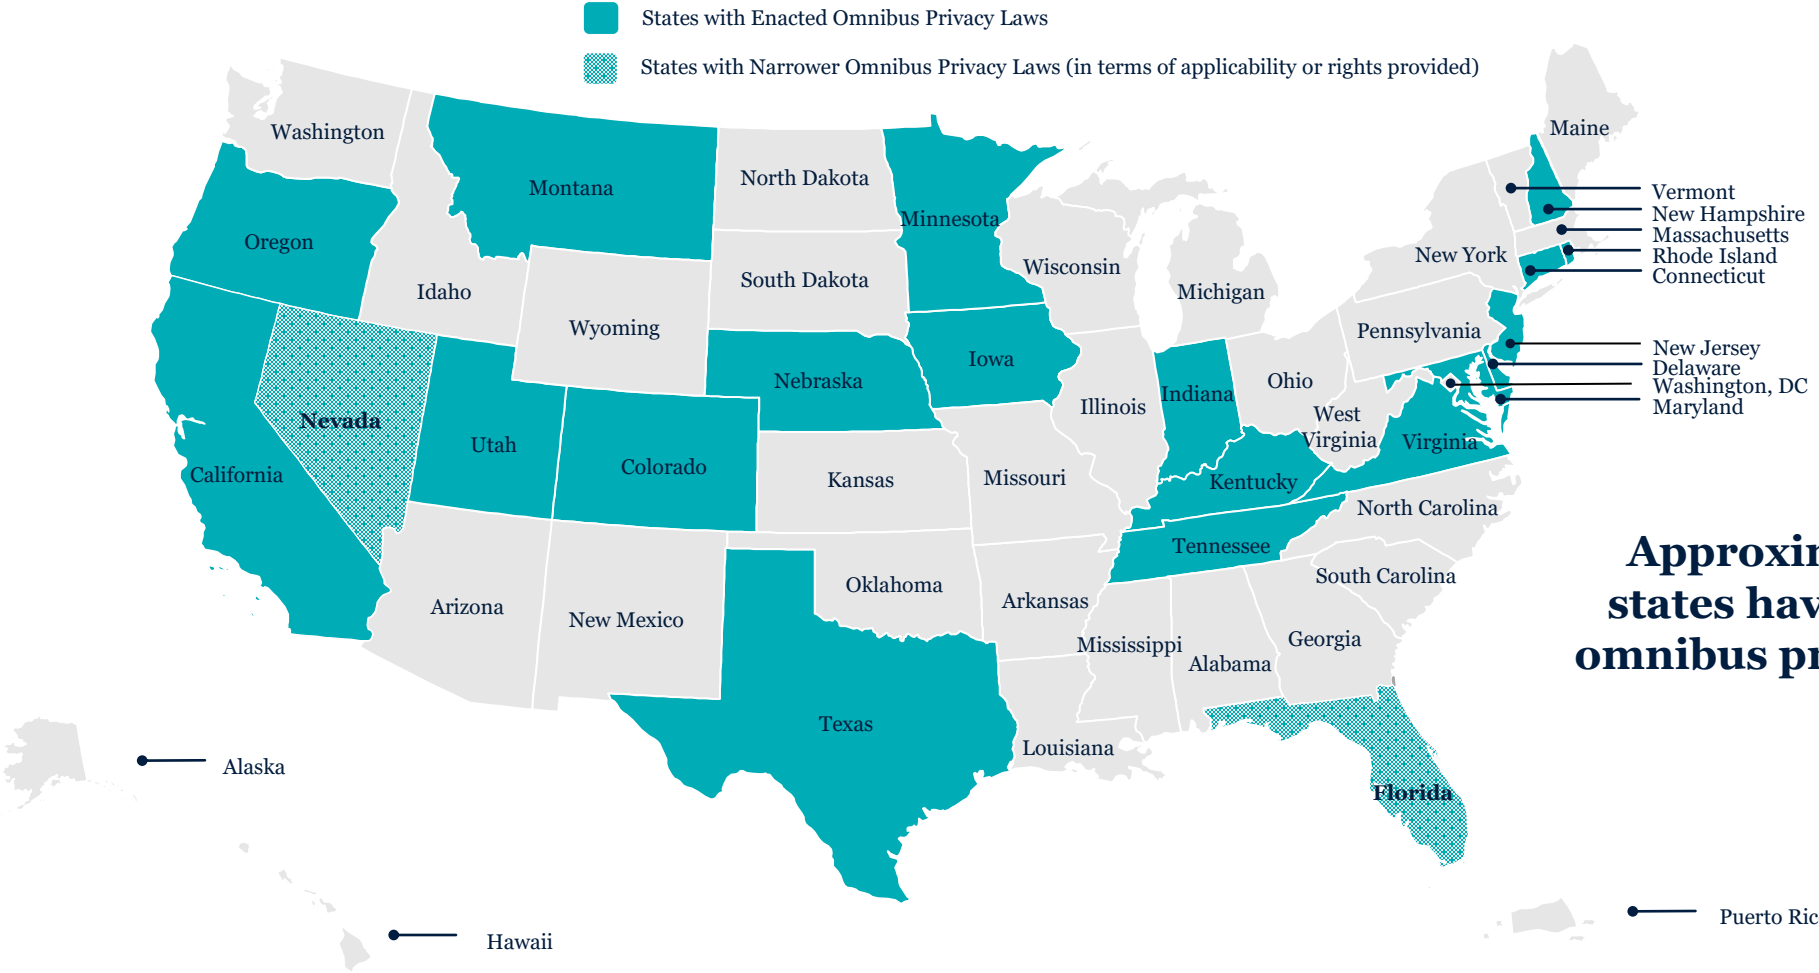 States with Enacted Omnibus Privacy Laws
States with Narrower Omnibus Privacy Laws (in terms of applicability or rights provided)
Washington
Montana
North Dakota
Minnesota
Maine
Vermont
New Hampshire
Massachusetts
Rhode Island
Connecticut
Oregon
Idaho
South Dakota
Wisconsin
Michigan
New York
Wyoming
Pennsylvania
New Jersey
Delaware
Washington, DC
Maryland
Nebraska
Iowa
Illinois
Indiana
Ohio
West
Virginia
Virginia
Nevada
Utah
Colorado
California
Kansas
Missouri
Kentucky
North Carolina
Tennessee
South Carolina
Arizona
New Mexico
Oklahoma
Arkansas
Mississippi
Alabama
Georgia
states
omnibus
Texas
Louisiana
Florida
Alaska
Hawaii
Puerto